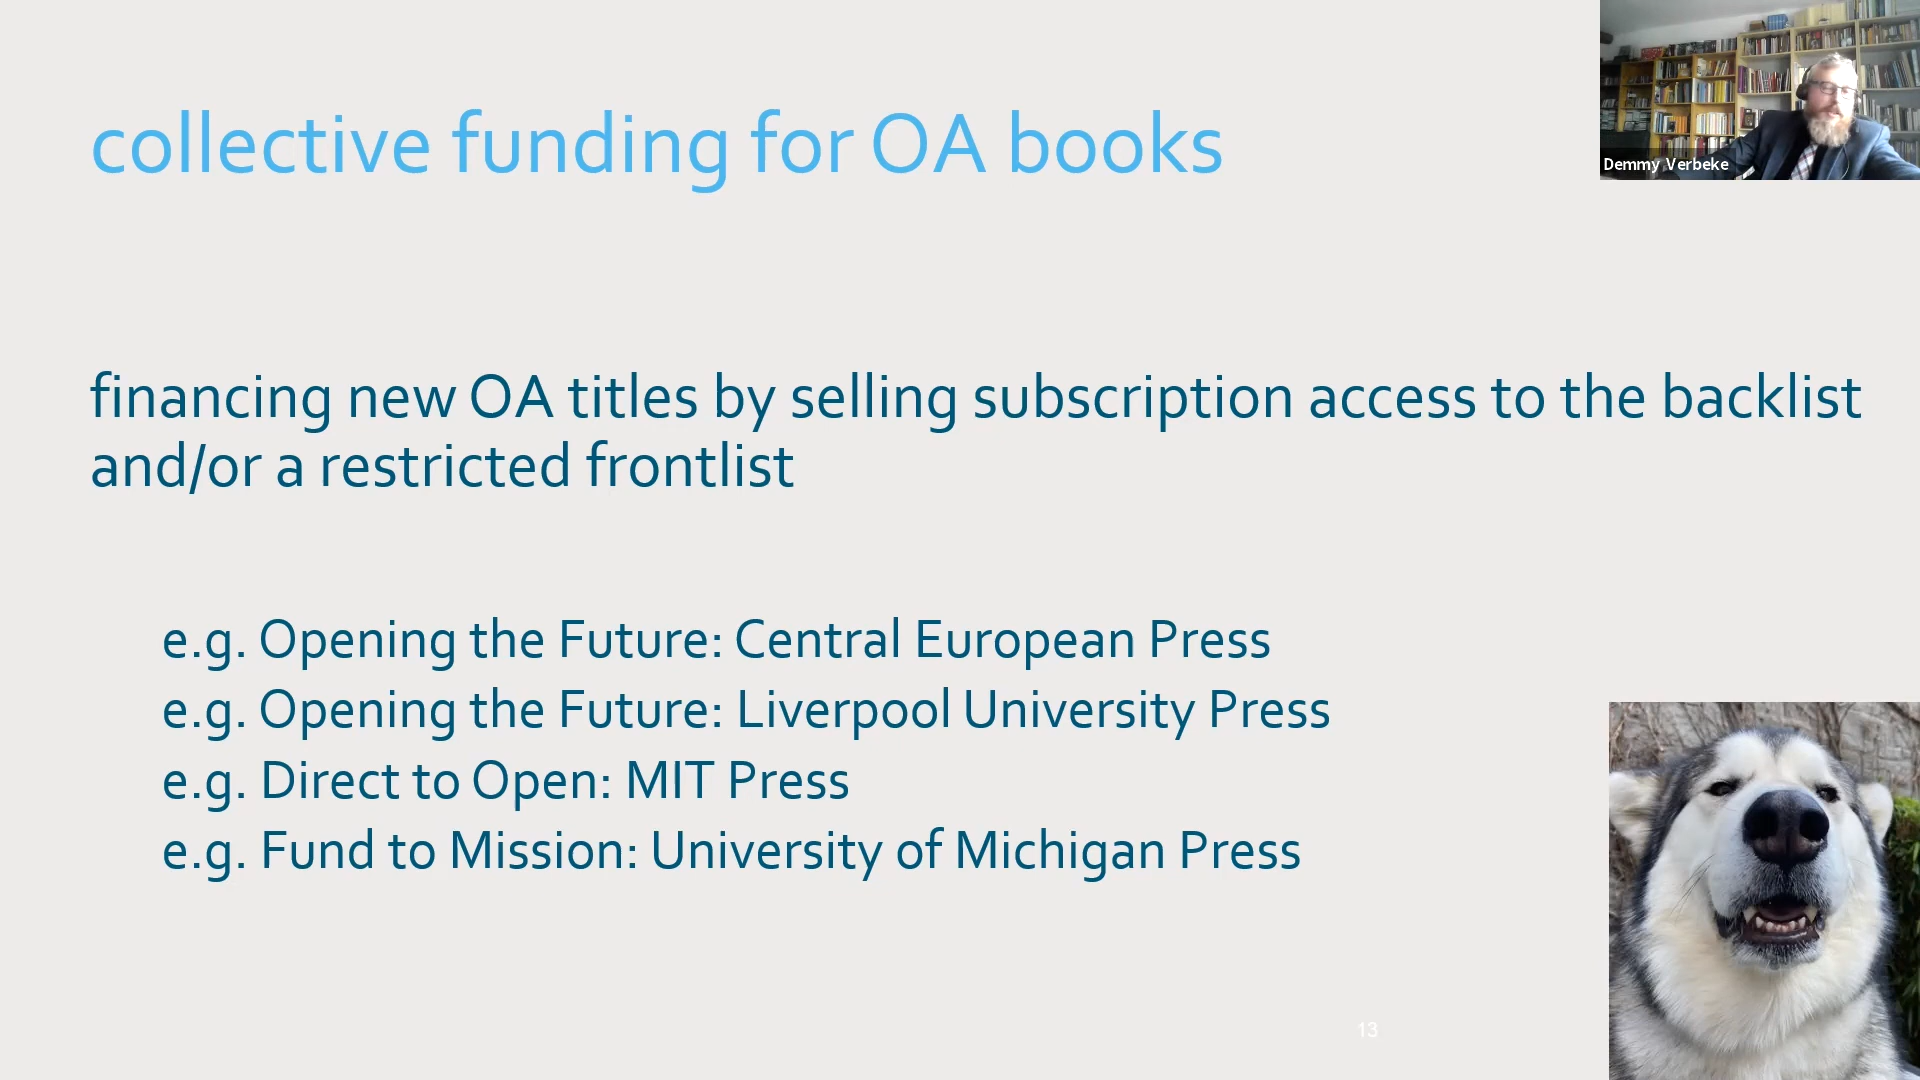 collective funding for OA books
Demmy Verbeke
financing new OA titles by selling subscription access to the backlist
and/or a restricted frontlist
e.g. Opening the Future: Central European Press
e.g. Opening the Future: Liverpool University Press
e.g. Direct to Open: MIT Press
e.g. Fund to Mission: University of Michigan Press
13